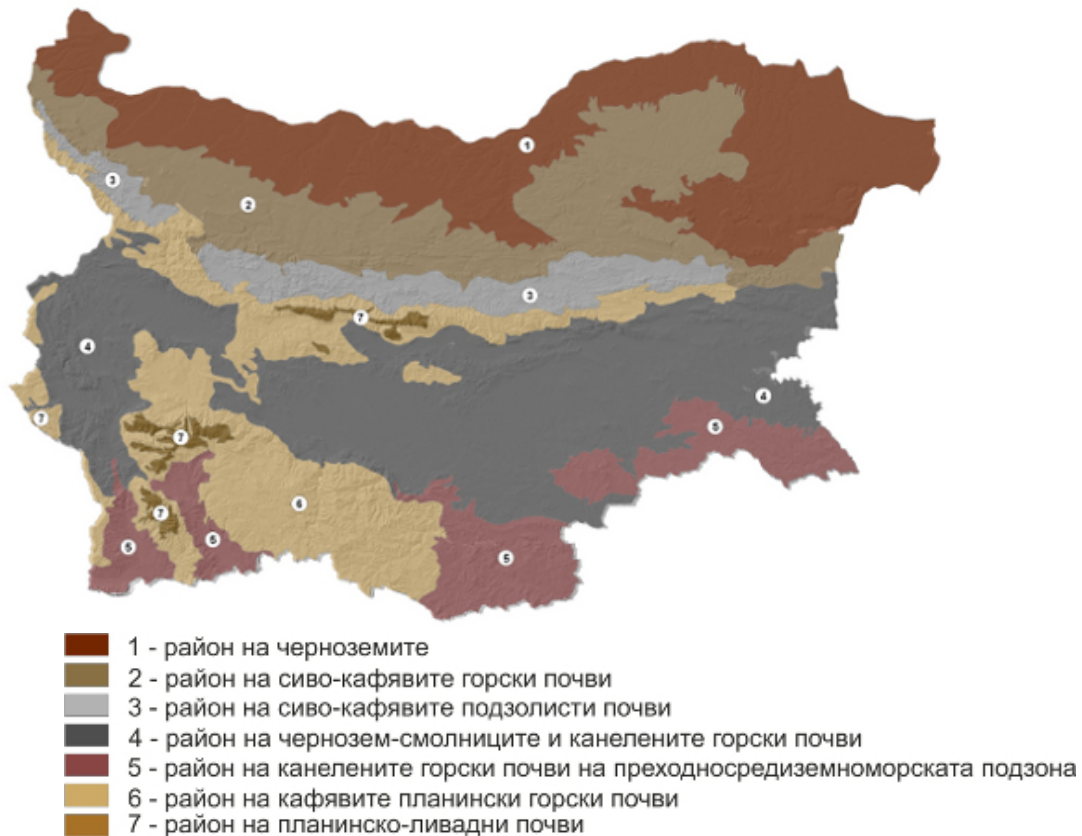 1
3
2
3
7
4
4
7
5
7
6
7
5
5
5
1 - район на черноземите
2 - район на сиво-кафявите горски почви
3 - район на сиво-кафявите подзолисти почви
4 - район на чернозем-смолниците и канелените горски почви
5 - район на канелените горски почви на преходносредиземноморската подзона
6 - район на кафявите планински горски почви
7 - район на планинско-ливадни почви